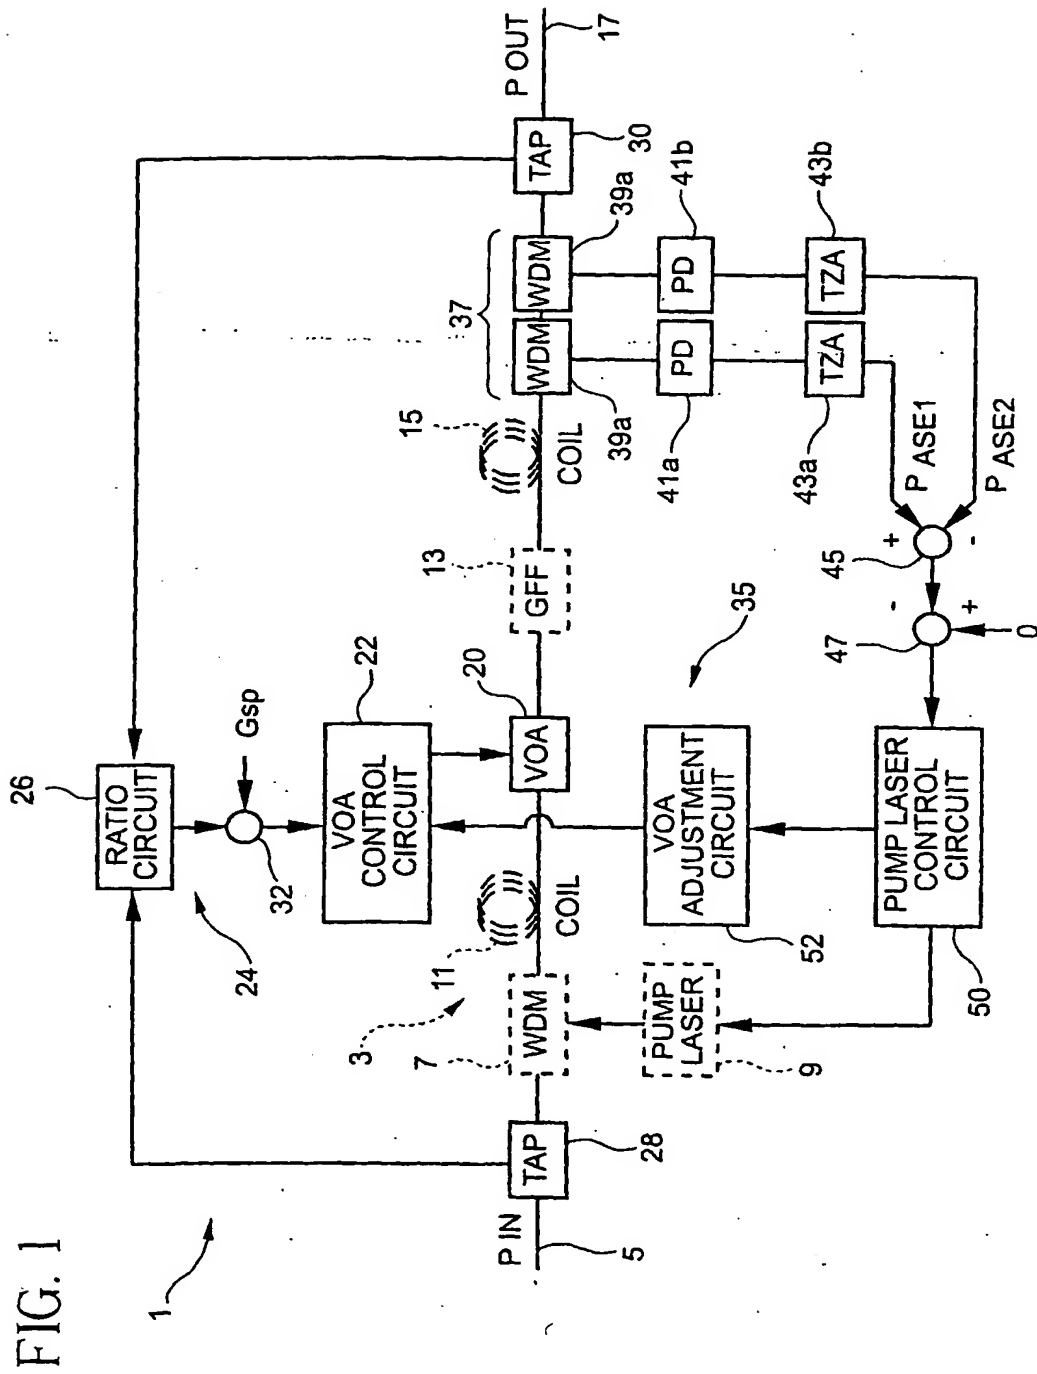 FIG. 1
1
26
RATIO
CIRCUIT
24
32
Gsp
22
VOA
CONTROL
CIRCUIT
P IN
5
TAP
28
3
7
WDM
11
COIL
20
VOA
13
GFF
15
COIL
37
WDM
WDM
39a
39a
TAP
30
P OUT
17
PUMP
LASER
9
VOA
ADJUSTMENT
CIRCUIT
52
35
PD
41a
PD
41b
TZA
43a
TZA
43b
PUMP LASER
CONTROL
CIRCUIT
50
47
-
+
0
45
+
-
P ASE1
P ASE2